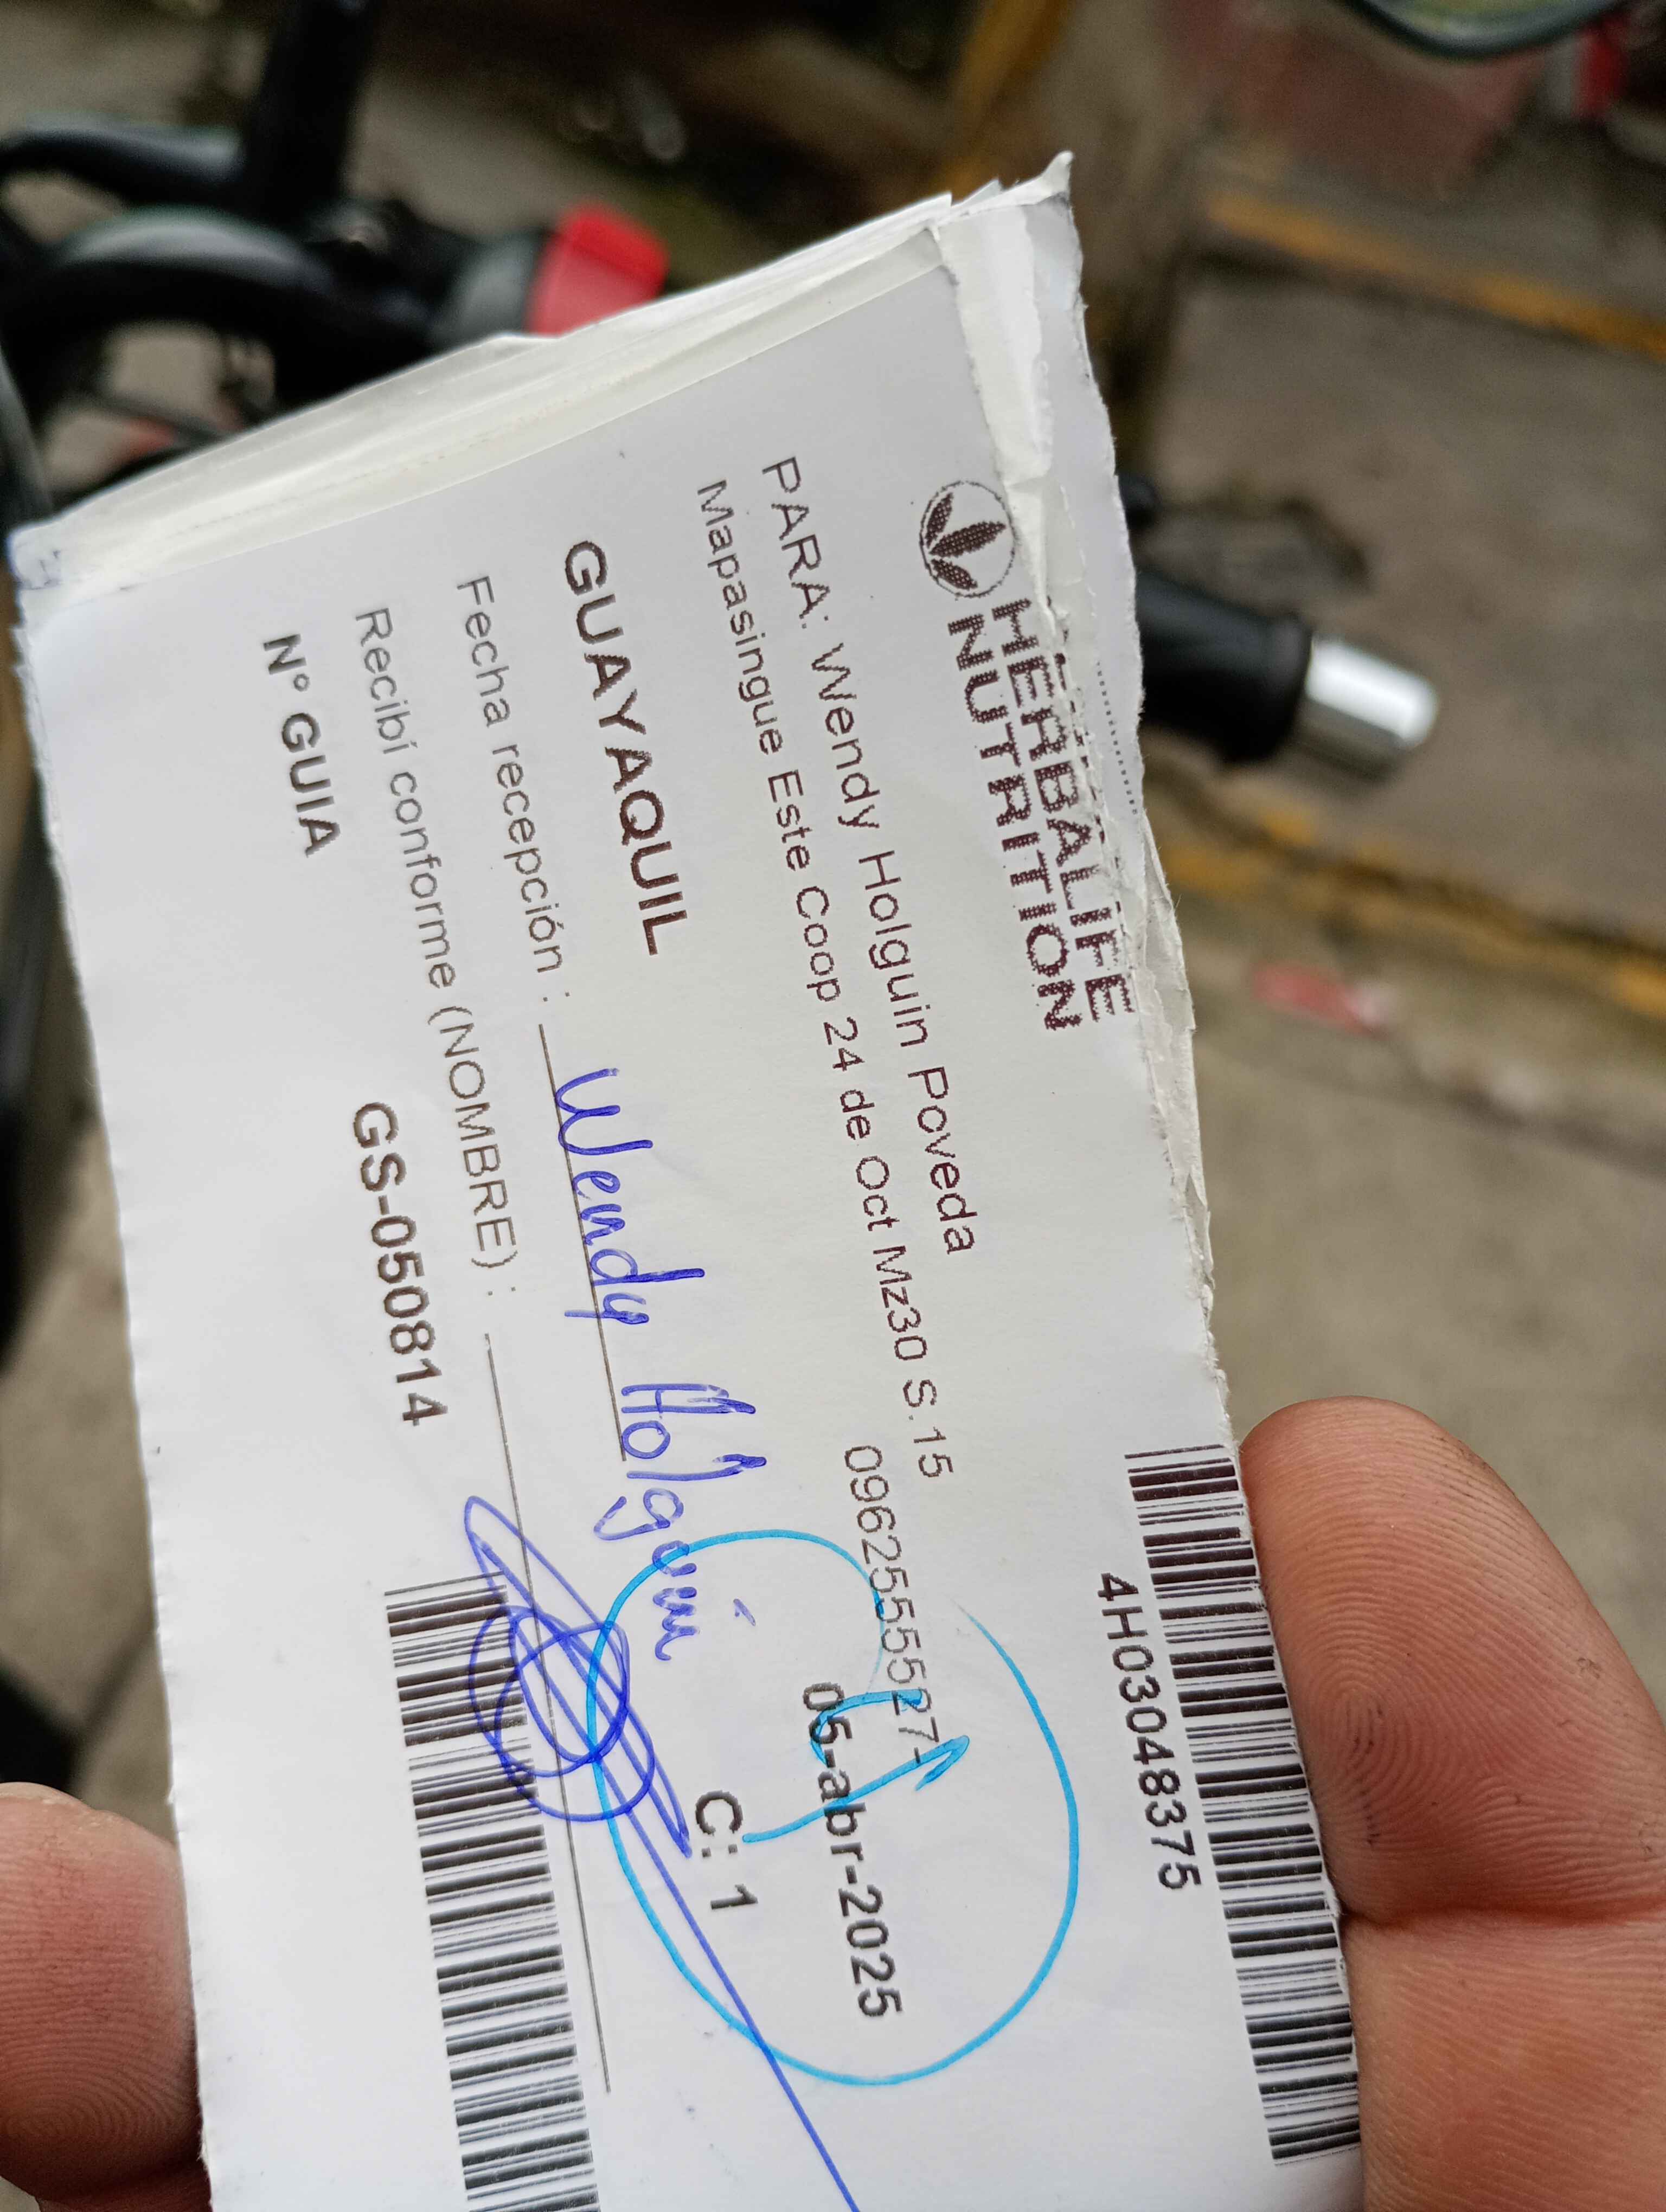 HERBALIFE
NUTRITION
4H03048375
PARA: Wendy Holguin Poveda
Mapasingue Este Coop 24 de Oct Mz30 S.15
0962555527-
05-abr-2025
GUAYAQUIL
C: 1
Fecha recepción : Wendy Holguín
Recibí conforme (NOMBRE) :
N° GUIA GS-050814